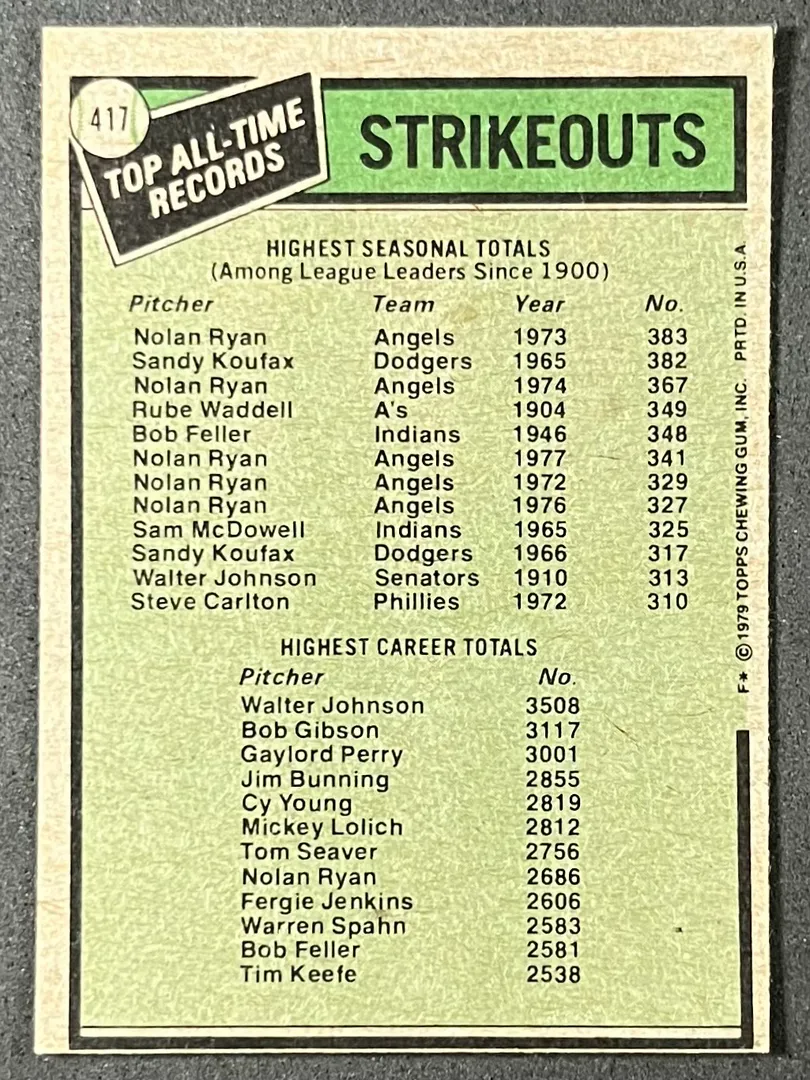 417
TOP ALL-TIME
RECORDS
STRIKEOUTS
HIGHEST SEASONAL TOTALS
(Among League Leaders Since 1900)
Pitcher Team Year No.
Nolan Ryan Angels 1973 383
Sandy Koufax Dodgers 1965 382
Nolan Ryan Angels 1974 367
Rube Waddell A's 1904 349
Bob Feller Indians 1946 348
Nolan Ryan Angels 1977 341
Nolan Ryan Angels 1972 329
Nolan Ryan Angels 1976 327
Sam McDowell Indians 1965 325
Sandy Koufax Dodgers 1966 317
Walter Johnson Senators 1910 313
Steve Carlton Phillies 1972 310
HIGHEST CAREER TOTALS
Pitcher No.
Walter Johnson 3508
Bob Gibson 3117
Gaylord Perry 3001
Jim Bunning 2855
Cy Young 2819
Mickey Lolich 2812
Tom Seaver 2756
Nolan Ryan 2686
Fergie Jenkins 2606
Warren Spahn 2583
Bob Feller 2581
Tim Keefe 2538
F* © 1979 TOPPS CHEWING GUM, INC. PRTD. IN U.S.A.